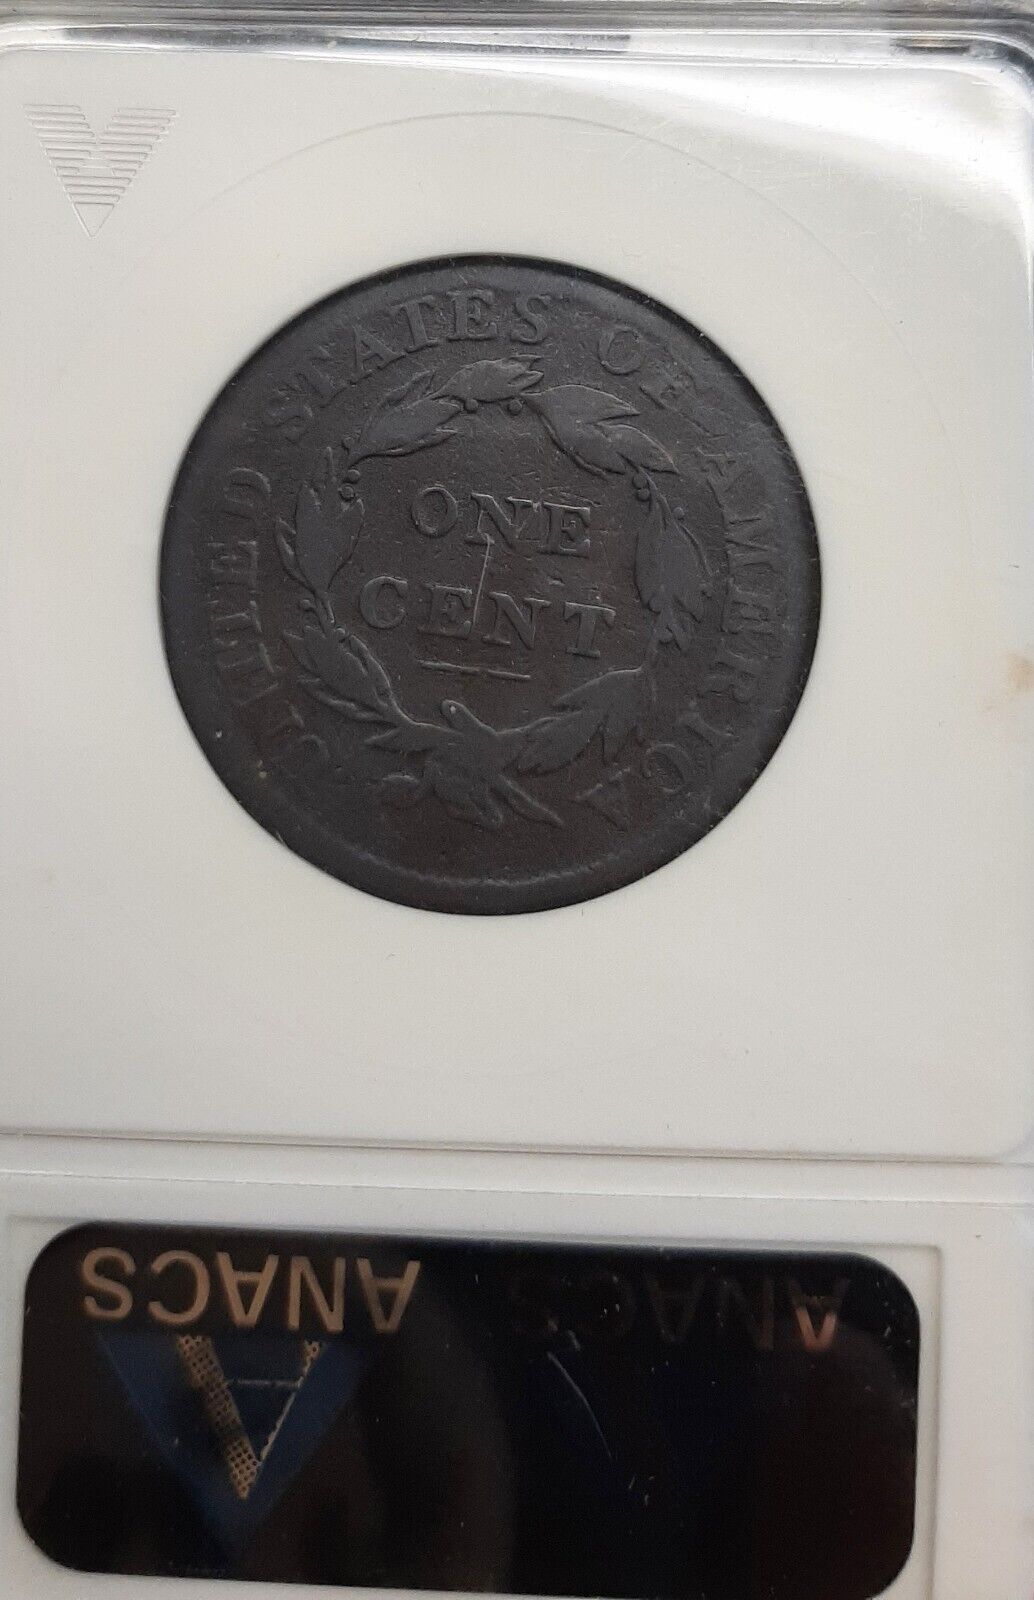 UNITED STATES OF AMERICA
ONE
CENT
ANACS ANACS